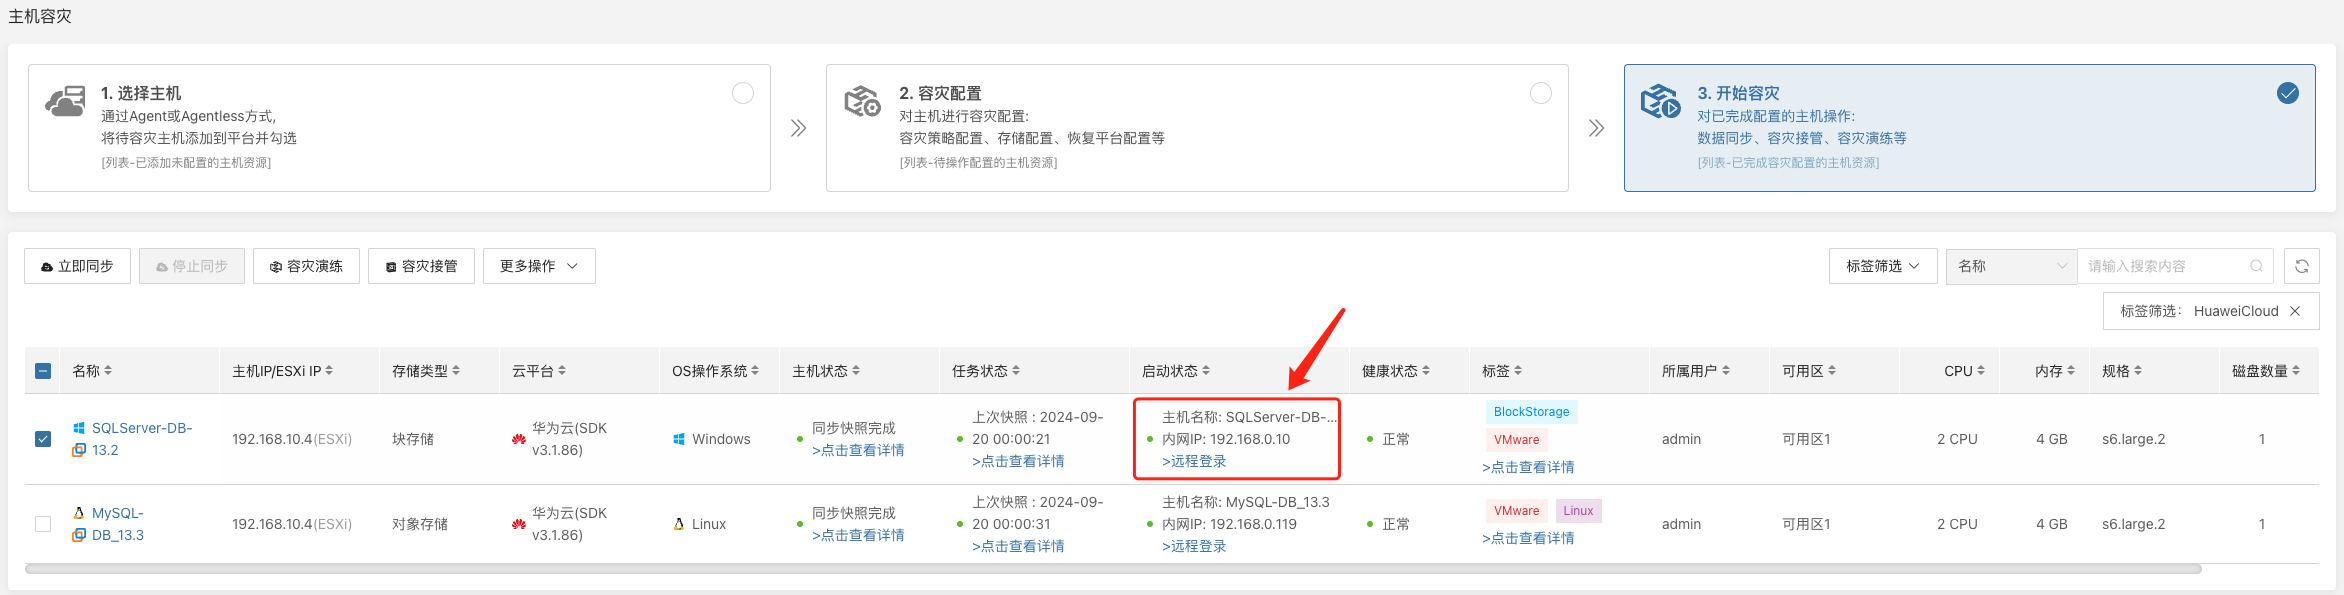 主机容灾
1. 选择主机
通过Agent或Agentless方式,
将待容灾主机添加到平台并勾选
[列表-已添加未配置的主机资源]
2. 容灾配置
对主机进行容灾配置:
容灾策略配置、存储配置、恢复平台配置等
[列表-待操作配置的主机资源]
3. 开始容灾
对已完成配置的主机操作:
数据同步、容灾接管、容灾演练等
[列表-已完成容灾配置的主机资源]
立即同步 停止同步 容灾演练 容灾接管 更多操作 标签筛选 名称 请输入搜索内容
标签筛选: HuaweiCloud
名称 主机IP/ESXi IP 存储类型 云平台 OS操作系统 主机状态 任务状态 启动状态 健康状态 标签 所属用户 可用区 CPU 内存 规格 磁盘数量
SQLServer-DB-
13.2
192.168.10.4(ESXi)
块存储
华为云(SDK
v3.1.86)
Windows
同步快照完成
>点击查看详情
上次快照 : 2024-09-
20 00:00:21
>点击查看详情
主机名称: SQLServer-DB-...
内网IP: 192.168.0.10
>远程登录
正常
BlockStorage
VMware
>点击查看详情
admin
可用区1
2 CPU
4 GB
s6.large.2
1
MySQL-
DB_13.3
192.168.10.4(ESXi)
对象存储
华为云(SDK
v3.1.86)
Linux
同步快照完成
>点击查看详情
上次快照 : 2024-09-
20 00:00:31
>点击查看详情
主机名称: MySQL-DB_13.3
内网IP: 192.168.0.119
>远程登录
正常
VMware Linux
>点击查看详情
admin
可用区1
2 CPU
4 GB
s6.large.2
1